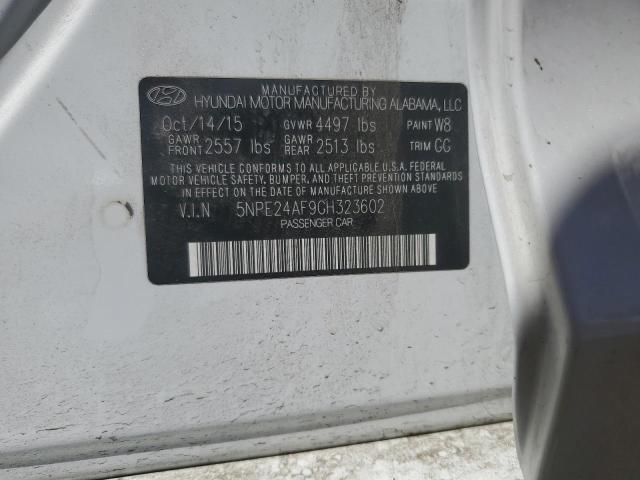 MANUFACTURED BY
HYUNDAI MOTOR MANUFACTURING ALABAMA, LLC
Oct/14/15 GVWR 4497 lbs PAINT W8
GAWR FRONT 2557 lbs GAWR REAR 2513 lbs TRIM GG
THIS VEHICLE CONFORMS TO ALL APPLICABLE U.S.A. FEDERAL
MOTOR VEHICLE SAFETY, BUMPER, AND THEFT PREVENTION STANDARDS
IN EFFECT ON THE DATE OF MANUFACTURE SHOWN ABOVE
V.I.N 5NPE24AF9GH323602
PASSENGER CAR